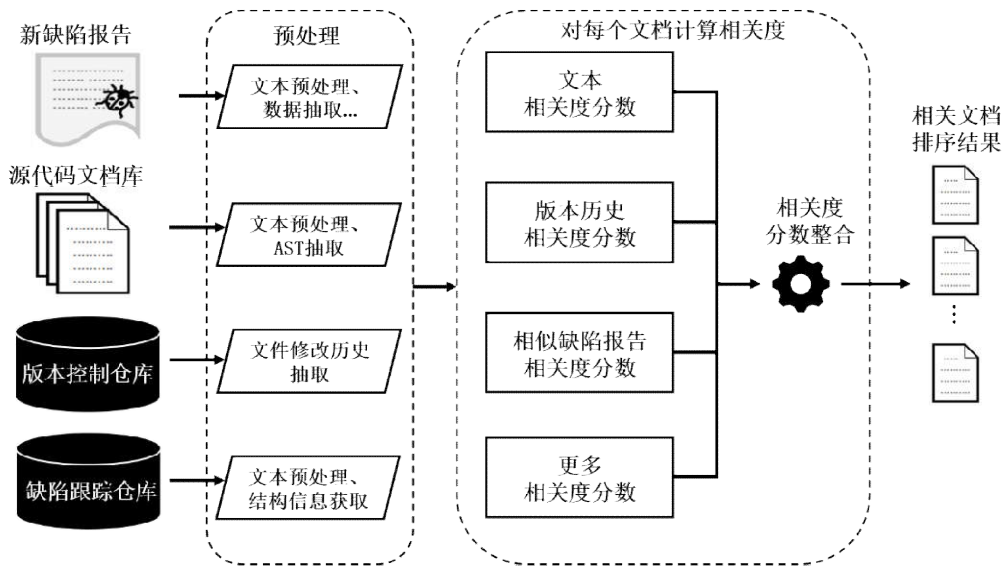 新缺陷报告
源代码文档库
版本控制仓库
缺陷跟踪仓库
预处理
文本预处理、
数据抽取...
文本预处理、
AST抽取
文件修改历史
抽取
文本预处理、
结构信息获取
对每个文档计算相关度
文本
相关度分数
版本历史
相关度分数
相似缺陷报告
相关度分数
更多
相关度分数
相关度
分数整合
相关文档
排序结果